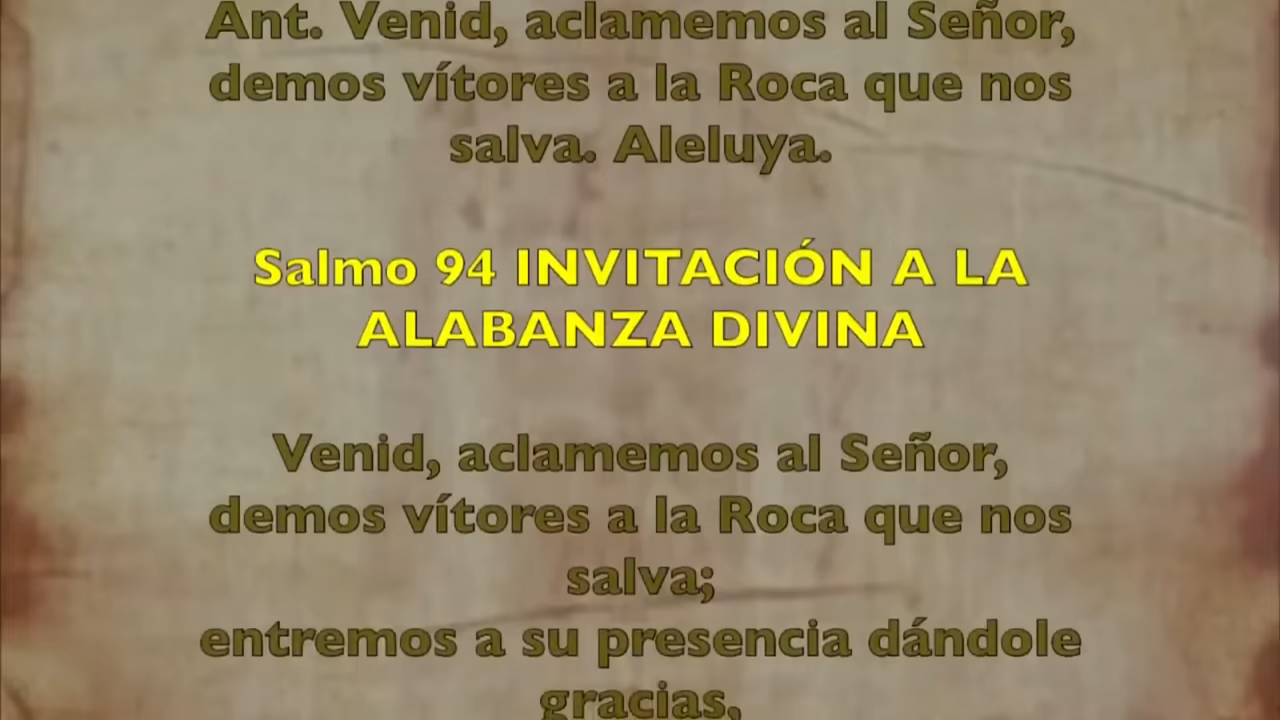 Ant. Venid, aclamemos al Señor,
demos vítores a la Roca que nos
salva. Aleluya.
Salmo 94 INVITACIÓN A LA
ALABANZA DIVINA
Venid, aclamemos al Señor,
demos vítores a la Roca que nos
salva;
entremos a su presencia dándole
gracias,